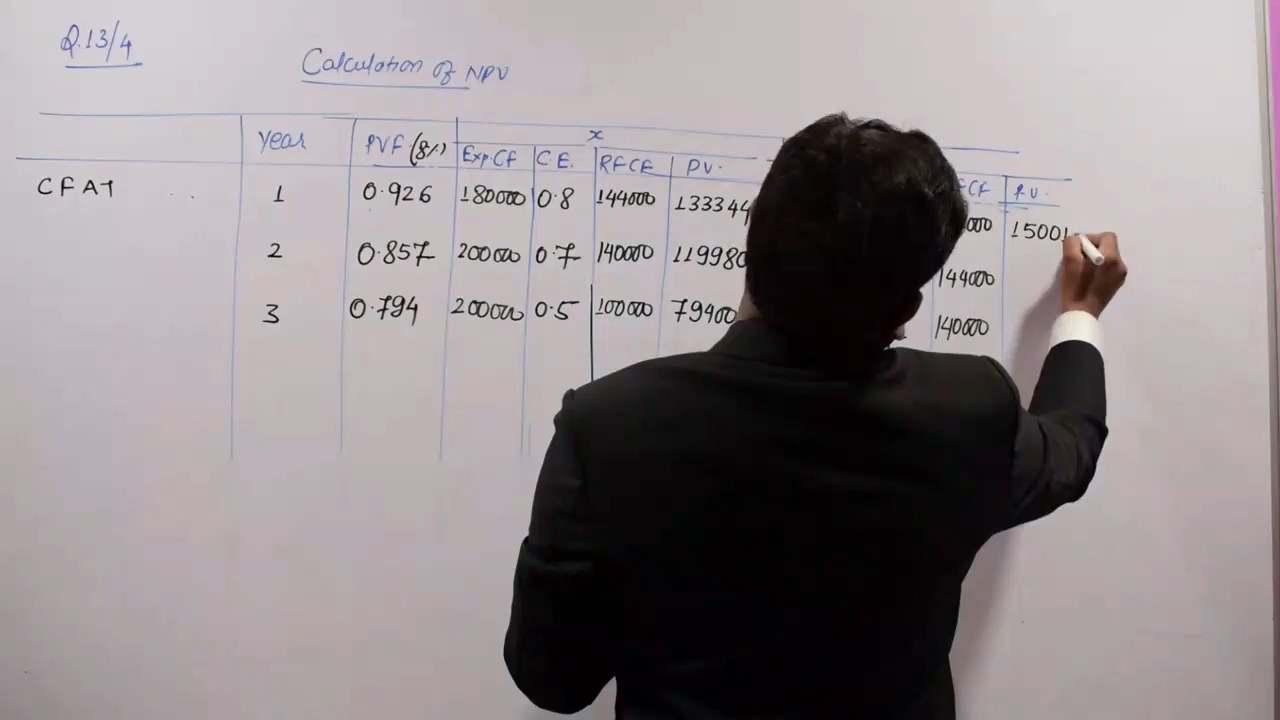 Q.13/4
Calculation of NPV
Year PVF (8%) x
Exp.CF C.E. RFCF PV. CF P.V.
CFAT 1 0.926 180000 0.8 144000 133344 000 15001
2 0.857 200000 0.7 140000 119980 144000
3 0.794 200000 0.5 100000 79400 140000